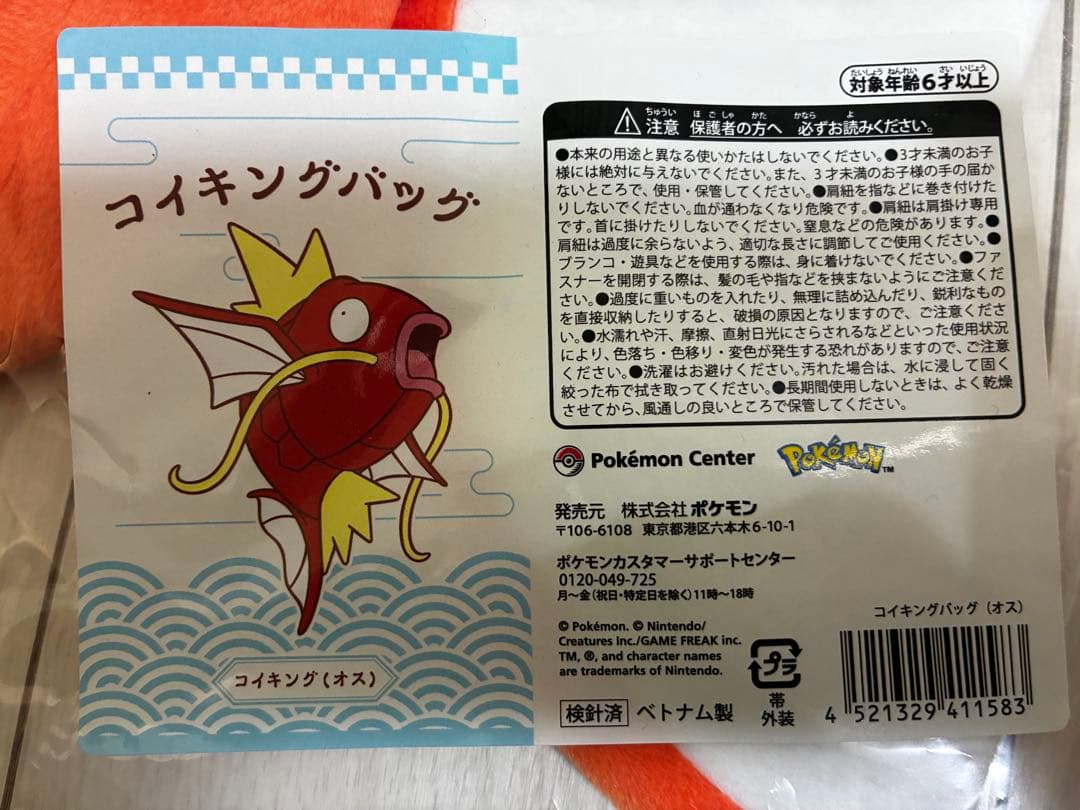 コイキングバッグ
コイキング(オス)
対象年齢6才以上
たいしょう ねんれい さい いじょう
注意 保護者の方へ 必ずお読みください。
ちゅうい ほごしゃ かた かなら よ
●本来の用途と異なる使いかたはしないでください。●3才未満のお子
様には絶対に与えないでください。また、3才未満のお子様の手の届か
ないところで、使用・保管してください。●肩紐を指などに巻き付けた
りしないでください。血が通わなくなり危険です。●肩紐は肩掛け専用
です。首に掛けたりしないでください。窒息などの危険があります。●
肩紐は過度に余らないよう、適切な長さに調節してご使用ください。●
ブランコ・遊具などを使用する際は、身に着けないでください。●ファ
スナーを開閉する際は、髪の毛や指などを挟まないようにご注意くだ
さい。●過度に重いものを入れたり、無理に詰め込んだり、鋭利なもの
を直接収納したりすると、破損の原因となりますので、ご注意ください。
●水濡れや汗、摩擦、直射日光にさらされるなどといった使用状況
により、色落ち・色移り・変色が発生する恐れがありますので、ご注意
ください。●洗濯はお避けください。汚れた場合は、水に浸して固く
絞った布で拭き取ってください。●長期間使用しないときは、よく乾燥
させてから、風通しの良いところで保管してください。
Pokémon Center POKéMON TM
発売元 株式会社ポケモン
〒106-6108 東京都港区六本木6-10-1
ポケモンカスタマーサポートセンター
0120-049-725
月〜金(祝日・特定日を除く)11時〜18時
© Pokémon. © Nintendo/
Creatures Inc./GAME FREAK inc.
TM, ®, and character names
are trademarks of Nintendo.
検針済 ベトナム製
プラ
帯
外装
コイキングバッグ(オス)
4 521329 411583